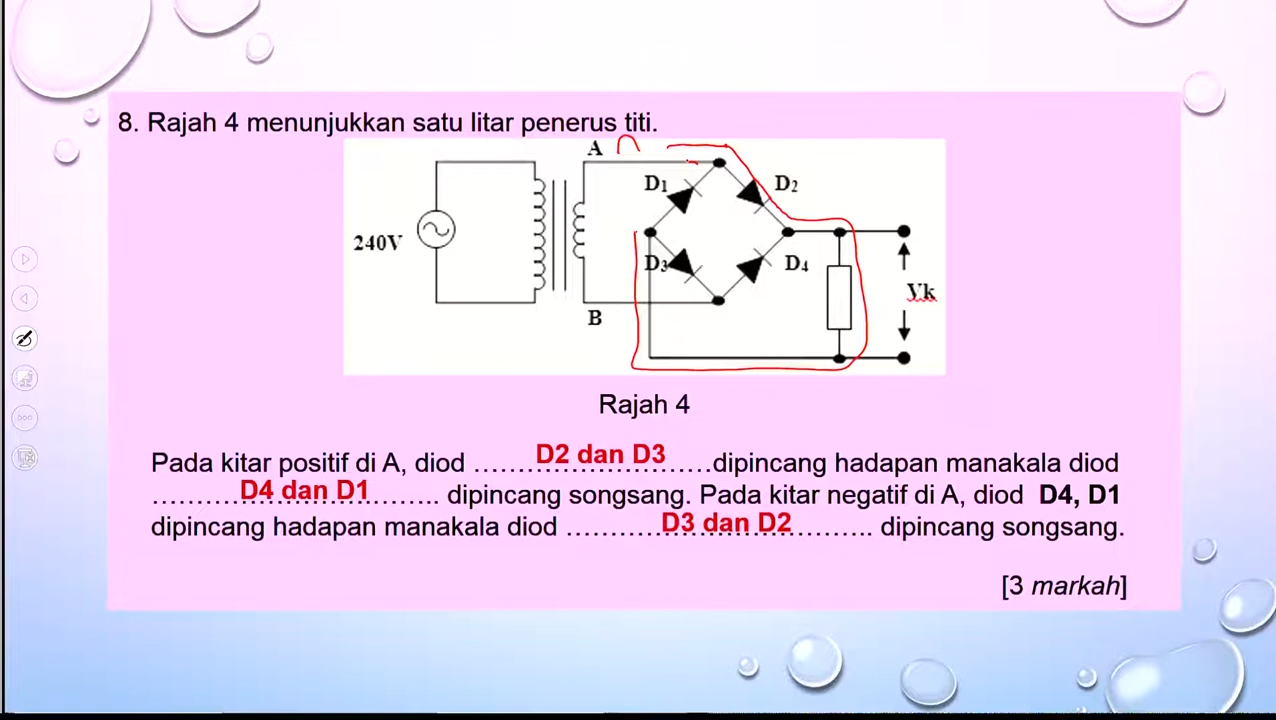 8. Rajah 4 menunjukkan satu litar penerus titi.
A
D1
D2
240V
D3
D4
Vk
B
Rajah 4
Pada kitar positif di A, diod ……D2 dan D3……dipincang hadapan manakala diod
………D4 dan D1…….. dipincang songsang. Pada kitar negatif di A, diod D4, D1
dipincang hadapan manakala diod ………D3 dan D2……….. dipincang songsang.
[3 markah]